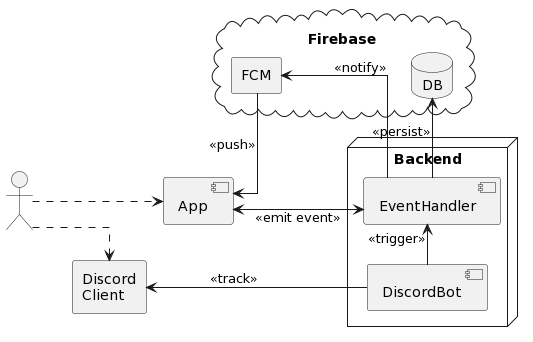 Firebase
«notify»
FCM
DB
«persist»
«push»
Backend
App
EventHandler
«emit event»
«trigger»
Discord
Client
«track»
DiscordBot